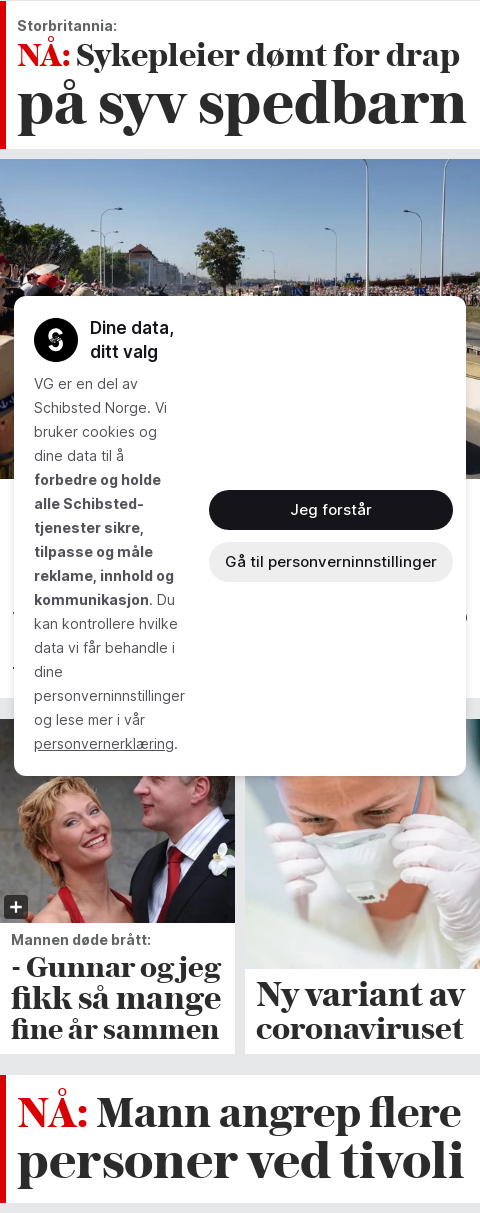 Storbritannia:
NÅ: Sykepleier dømt for drap
på syv spedbarn
Dine data,
ditt valg
VG er en del av
Schibsted Norge. Vi
bruker cookies og
dine data til å
forbedre og holde
alle Schibsted-
tjenester sikre,
tilpasse og måle
reklame, innhold og
kommunikasjon. Du
kan kontrollere hvilke
data vi får behandle i
dine
personverninnstillinger
og lese mer i vår
personvernerklæring.
Jeg forstår
Gå til personverninnstillinger
Mannen døde brått:
- Gunnar og jeg
fikk så mange
fine år sammen
Ny variant av
coronaviruset
NÅ: Mann angrep flere
personer ved tivoli